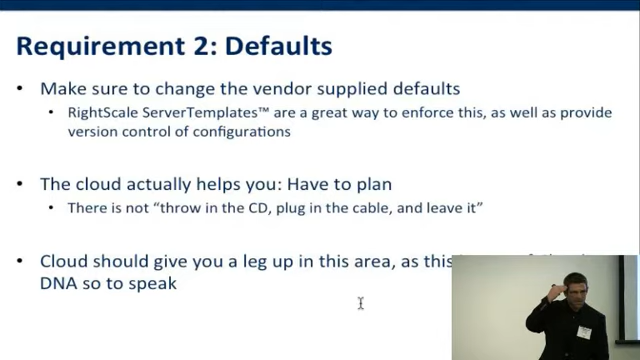 Requirement 2: Defaults
• Make sure to change the vendor supplied defaults
• RightScale ServerTemplates™ are a great way to enforce this, as well as provide
version control of configurations
• The cloud actually helps you: Have to plan
• There is not “throw in the CD, plug in the cable, and leave it”
• Cloud should give you a leg up in this area, as this
DNA so to speak